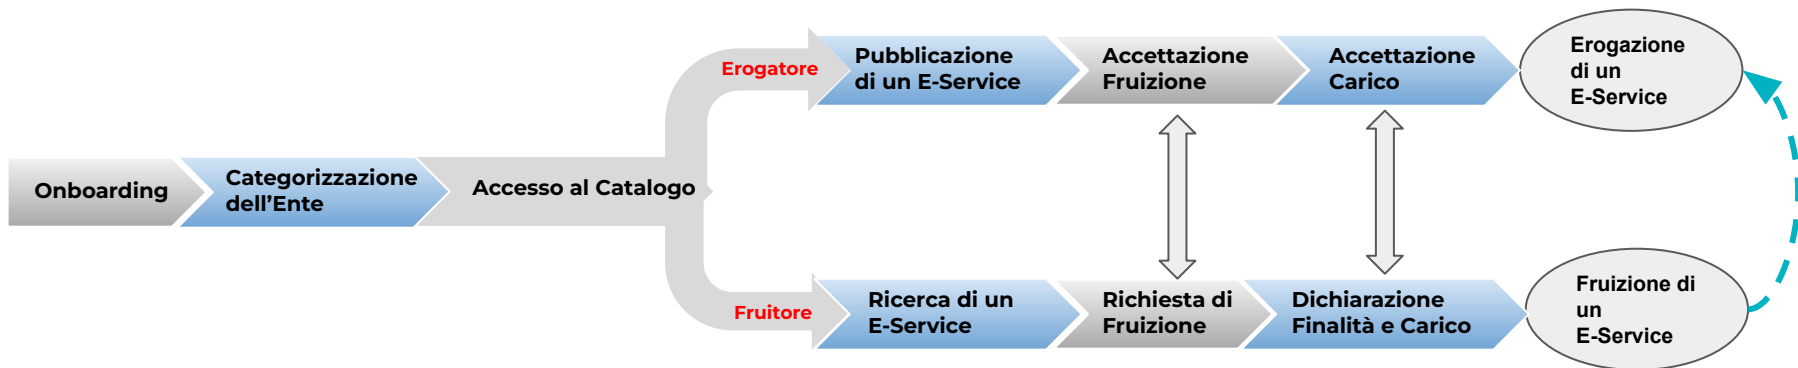 Onboarding
Categorizzazione
dell'Ente
Accesso al Catalogo
Erogatore
Pubblicazione
di un E-Service
Accettazione
Fruizione
Accettazione
Carico
Erogazione
di un
E-Service
Fruitore
Ricerca di un
E-Service
Richiesta di
Fruizione
Dichiarazione
Finalità e Carico
Fruizione di
un
E-Service